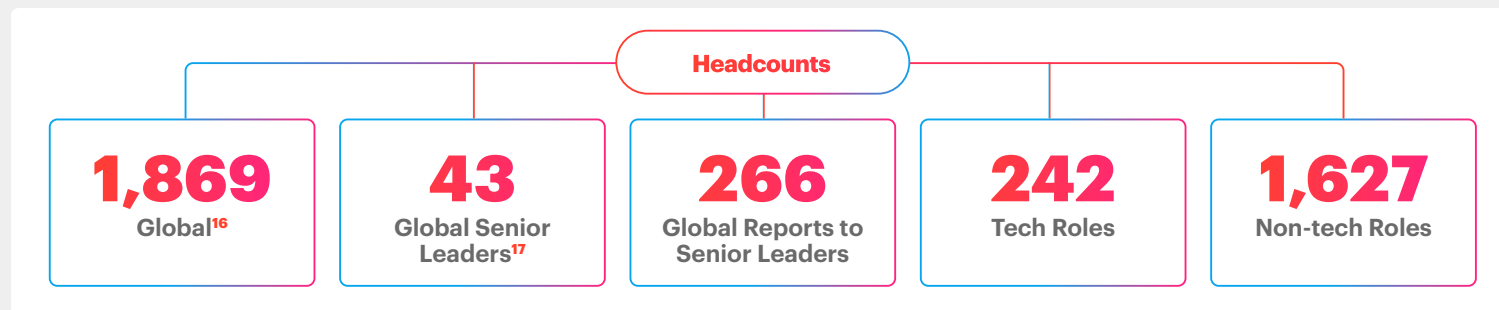 Headcounts
1,869
Global16
43
Global Senior
Leaders17
266
Global Reports to
Senior Leaders
242
Tech Roles
1,627
Non-tech Roles